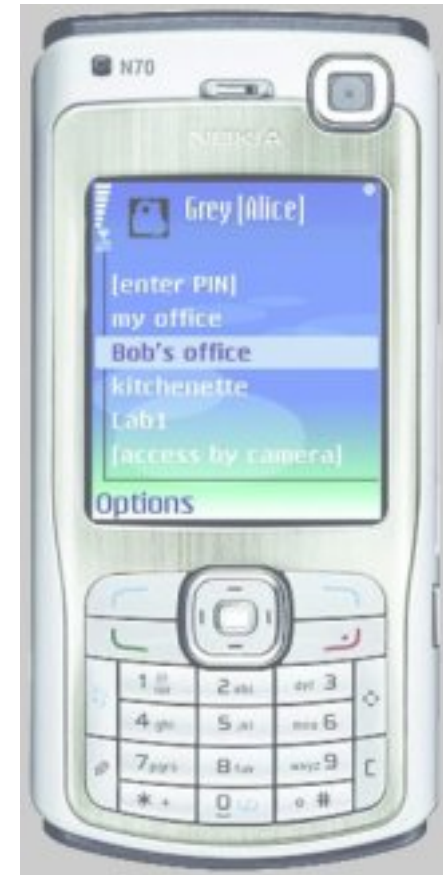 N70
NOKIA
Grey [Alice]
[enter PIN]
my office
Bob's office
kitchenette
Lab1
[access by camera]
Options
1
2 abc
def 3
4 ghi
5 jkl
mno 6
7 pqrs
8 tuv
wxyz 9
* +
0
#